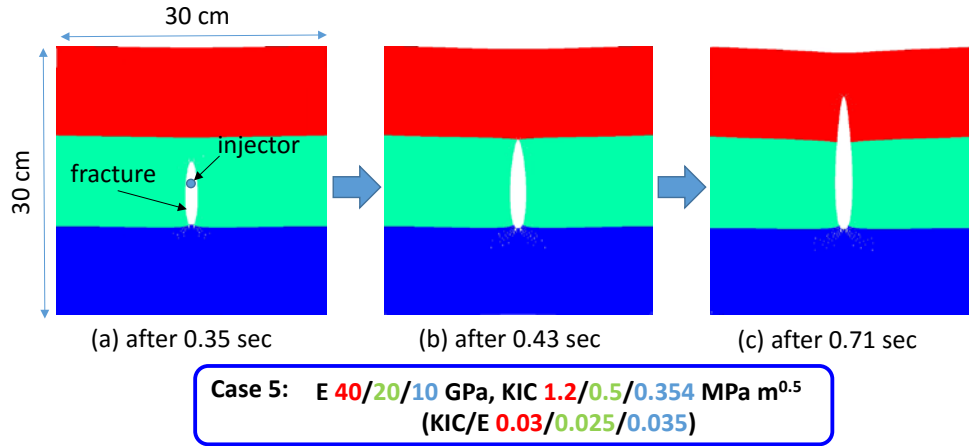 30 cm
30 cm
injector
fracture
(a) after 0.35 sec
(b) after 0.43 sec
(c) after 0.71 sec
Case 5: E 40/20/10 GPa, KIC 1.2/0.5/0.354 MPa m⁰·⁵
(KIC/E 0.03/0.025/0.035)